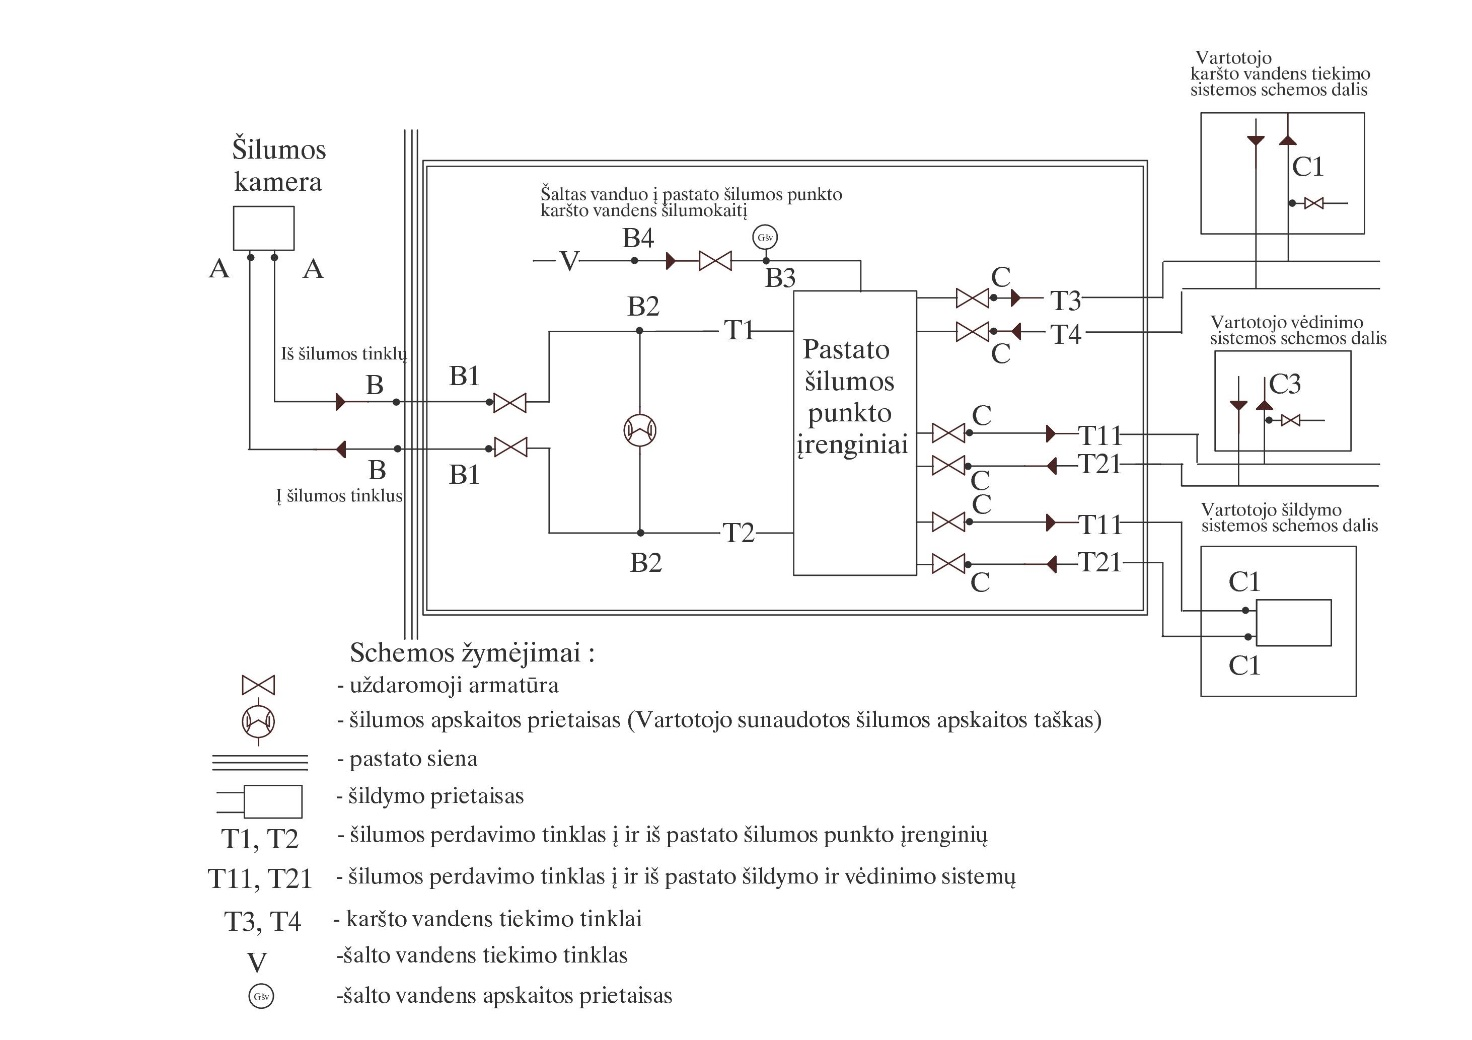 Vartotojo
karšto vandens tiekimo
sistemos schemos dalis
C1
Šilumos
kamera
A
A
Šaltas vanduo į pastato šilumos punkto
karšto vandens šilumokaitį
V
B4
Gšv
B3
B2
T1
Pastato
šilumos
punkto
įrenginiai
C
T3
T4
C
Vartotojo vėdinimo
sistemos schemos dalis
C3
Iš šilumos tinklų
B
B1
B
B1
Į šilumos tinklus
T2
B2
C
T11
T21
C
C
T11
T21
C
Vartotojo šildymo
sistemos schemos dalis
C1
C1
Schemos žymėjimai :
- uždaromoji armatūra
- šilumos apskaitos prietaisas (Vartotojo sunaudotos šilumos apskaitos taškas)
- pastato siena
- šildymo prietaisas
T1, T2 - šilumos perdavimo tinklas į ir iš pastato šilumos punkto įrenginių
T11, T21 - šilumos perdavimo tinklas į ir iš pastato šildymo ir vėdinimo sistemų
T3, T4 - karšto vandens tiekimo tinklai
V -šalto vandens tiekimo tinklas
Gšv -šalto vandens apskaitos prietaisas